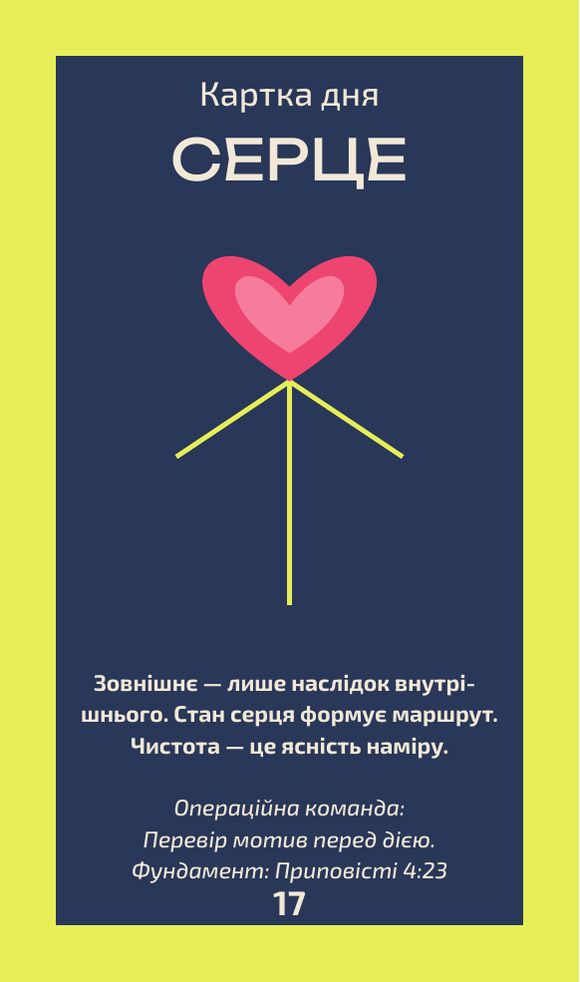 Картка дня
СЕРЦЕ
Зовнішнє — лише наслідок внутрі-
шнього. Стан серця формує маршрут.
Чистота — це ясність наміру.
Операційна команда:
Перевір мотив перед дією.
Фундамент: Приповісті 4:23
17